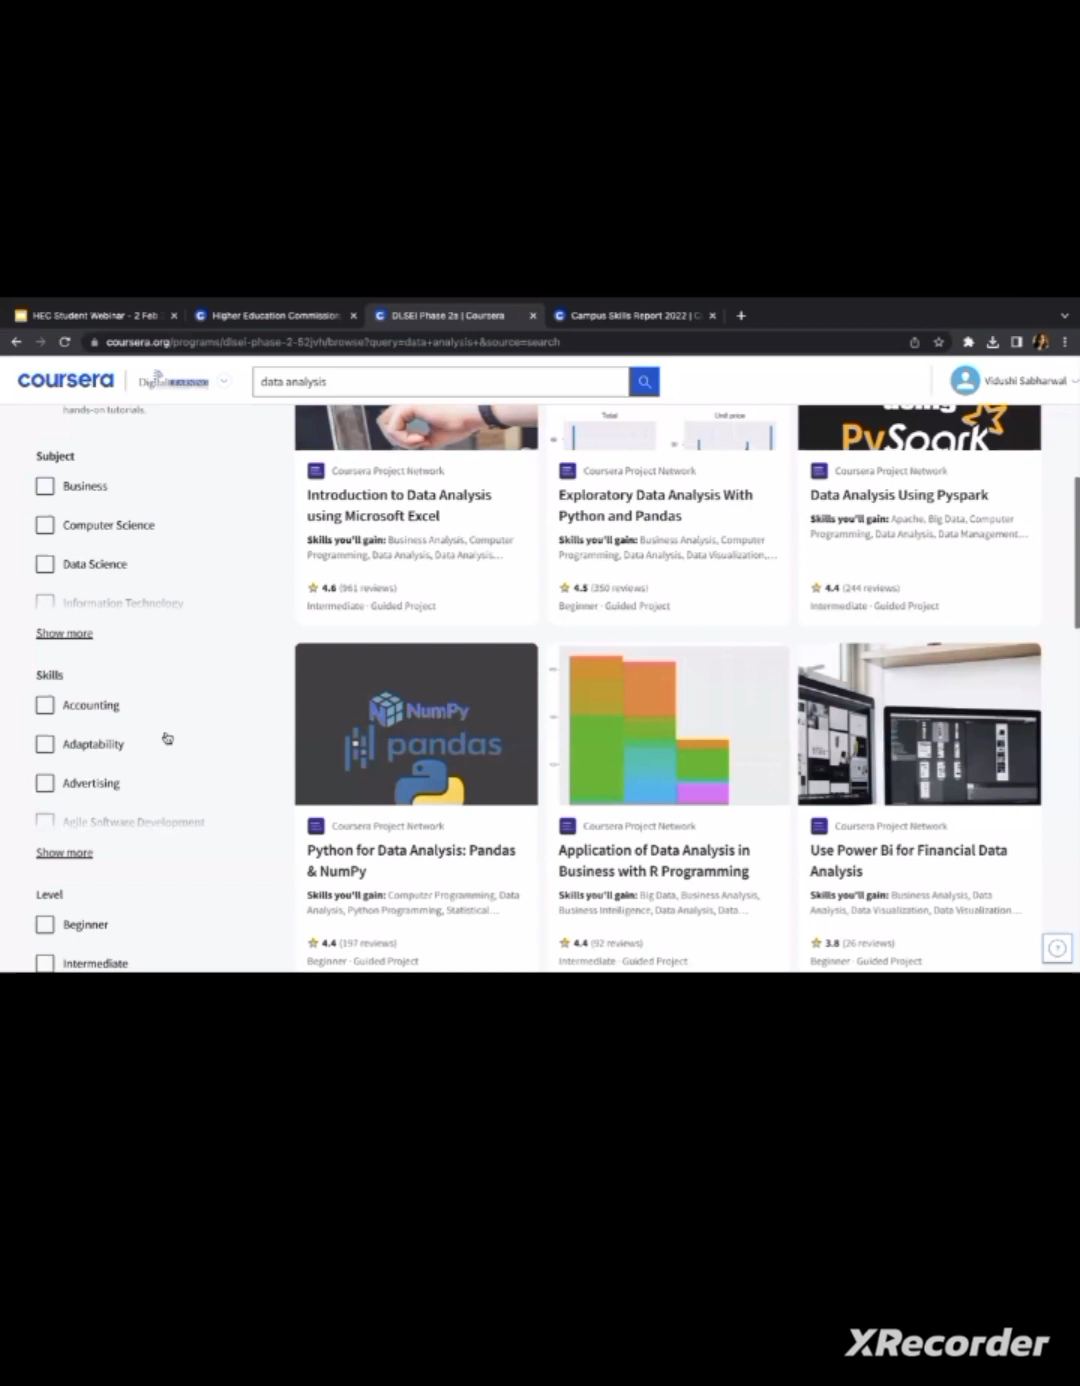 HEC Student Webinar - 2 Feb
Higher Education Commission
DLSEI Phase 2s | Coursera
Campus Skills Report 2022 | C
coursera.org/programs/dlsei-phase-2-52jvh/browse?query=data+analysis+&source=search
coursera
Digital LEARNING
data analysis
Vidushi Sabharwal
hands-on tutorials.
Subject
Business
Computer Science
Data Science
Information Technology
Show more
Skills
Accounting
Adaptability
Advertising
Agile Software Development
Show more
Level
Beginner
Intermediate
Total
Unit price
using
PySpark
Coursera Project Network
Introduction to Data Analysis
using Microsoft Excel
Skills you'll gain: Business Analysis, Computer
Programming, Data Analysis, Data Analysis...
4.6 (961 reviews)
Intermediate · Guided Project
Coursera Project Network
Exploratory Data Analysis With
Python and Pandas
Skills you'll gain: Business Analysis, Computer
Programming, Data Analysis, Data Visualization,...
4.5 (350 reviews)
Beginner · Guided Project
Coursera Project Network
Data Analysis Using Pyspark
Skills you'll gain: Apache, Big Data, Computer
Programming, Data Analysis, Data Management...
4.4 (244 reviews)
Intermediate · Guided Project
NumPy
pandas
Coursera Project Network
Python for Data Analysis: Pandas
& NumPy
Skills you'll gain: Computer Programming, Data
Analysis, Python Programming, Statistical...
4.4 (197 reviews)
Beginner · Guided Project
Coursera Project Network
Application of Data Analysis in
Business with R Programming
Skills you'll gain: Big Data, Business Analysis,
Business Intelligence, Data Analysis, Data...
4.4 (92 reviews)
Intermediate · Guided Project
Coursera Project Network
Use Power Bi for Financial Data
Analysis
Skills you'll gain: Business Analysis, Data
Analysis, Data Visualization, Data Visualization...
3.8 (26 reviews)
Beginner · Guided Project
XRecorder